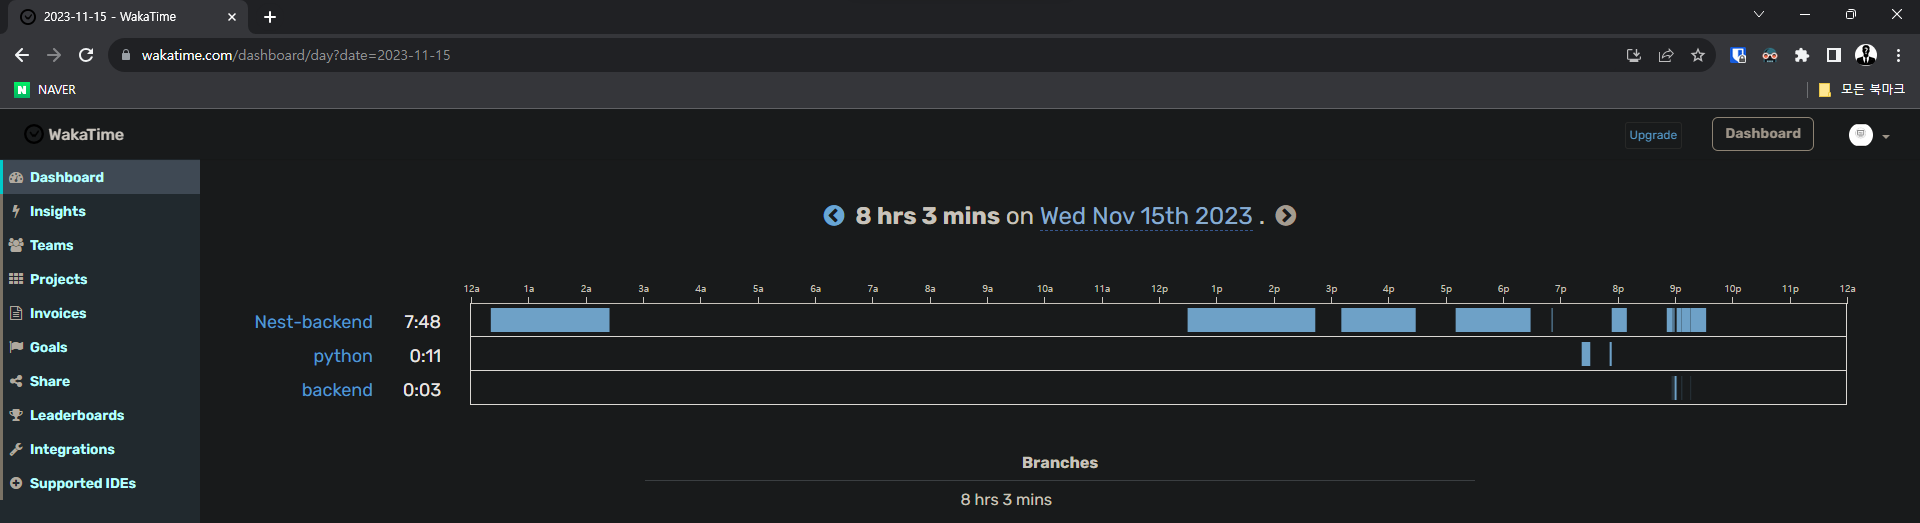 2023-11-15 - WakaTime
wakatime.com/dashboard/day?date=2023-11-15
N NAVER
모든 북마크
WakaTime
Upgrade
Dashboard
Dashboard
Insights
Teams
Projects
Invoices
Goals
Share
Leaderboards
Integrations
Supported IDEs
8 hrs 3 mins on Wed Nov 15th 2023 .
12a 1a 2a 3a 4a 5a 6a 7a 8a 9a 10a 11a 12p 1p 2p 3p 4p 5p 6p 7p 8p 9p 10p 11p 12a
Nest-backend 7:48
python 0:11
backend 0:03
Branches
8 hrs 3 mins